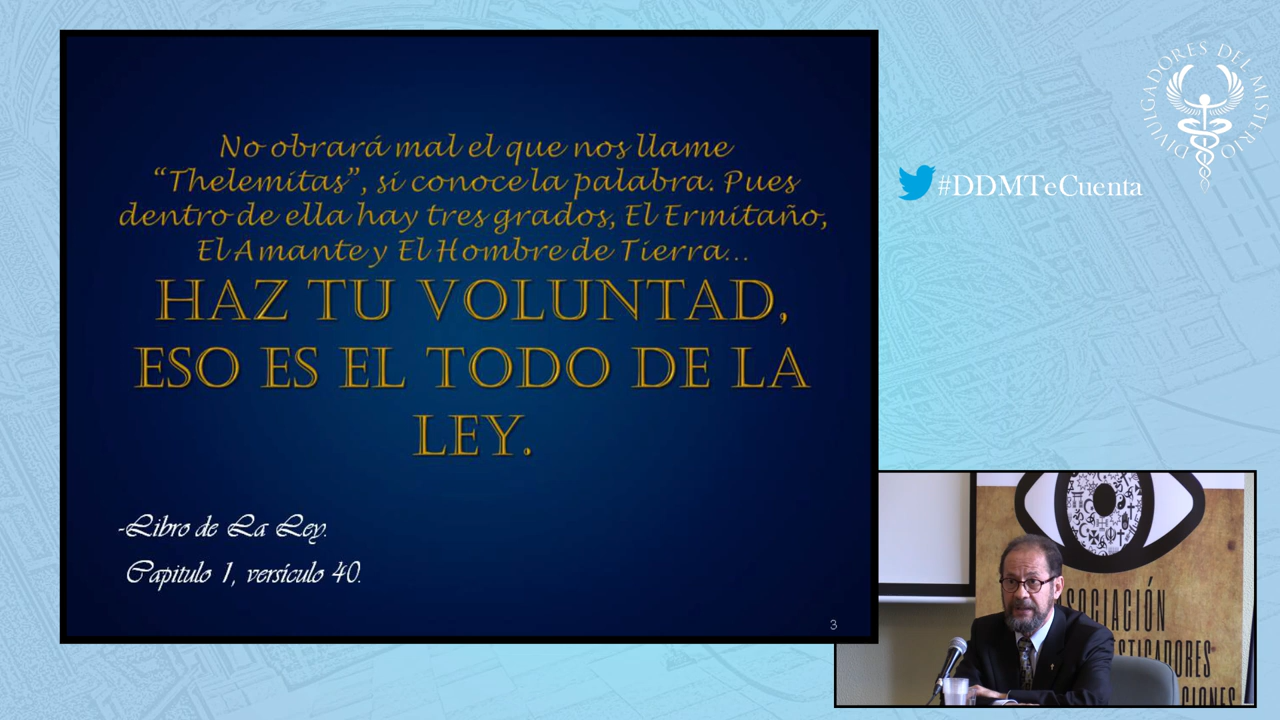 No obrará mal el que nos llame
“Thelemitas”, si conoce la palabra. Pues
dentro de ella hay tres grados, El Ermitaño,
El Amante y El Hombre de Tierra...
HAZ TU VOLUNTAD,
ESO ES EL TODO DE LA
LEY.
-Libro de La Ley.
Capitulo 1, versículo 40.
3
DIVULGADORES DEL MISTERIO
#DDMTeCuenta